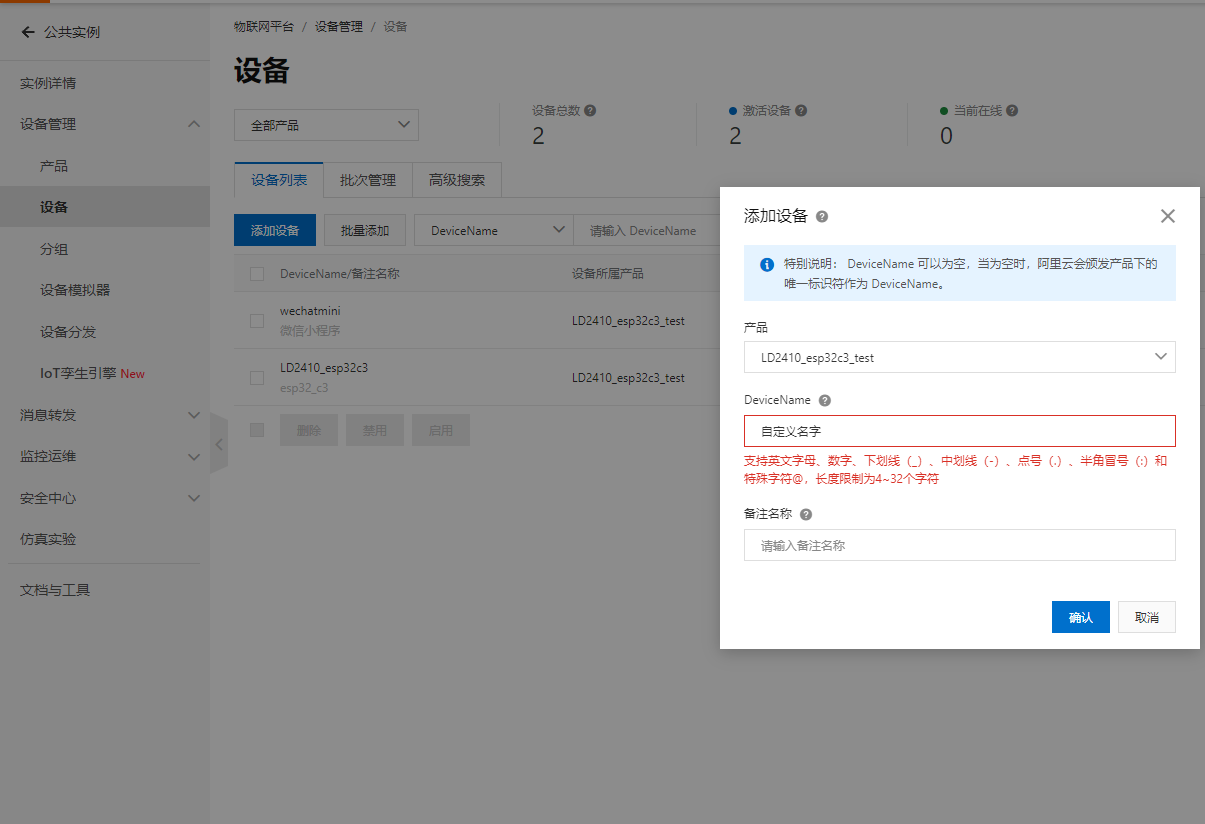 公共实例
实例详情
设备管理
产品
设备
分组
设备模拟器
设备分发
IoT孪生引擎 New
消息转发
监控运维
安全中心
仿真实验
文档与工具
物联网平台 / 设备管理 / 设备
设备
全部产品
设备总数
2
激活设备
2
当前在线
0
设备列表 批次管理 高级搜索
添加设备 批量添加 DeviceName 请输入 DeviceName
DeviceName/备注名称 设备所属产品
wechatmini
微信小程序
LD2410_esp32c3_test
LD2410_esp32c3
esp32_c3
LD2410_esp32c3_test
删除 禁用 启用
添加设备
特别说明： DeviceName 可以为空，当为空时，阿里云会颁发产品下的
唯一标识符作为 DeviceName。
产品
LD2410_esp32c3_test
DeviceName
自定义名字
支持英文字母、数字、下划线（_）、中划线（-）、点号（.）、半角冒号（:）和
特殊字符@，长度限制为4~32个字符
备注名称
请输入备注名称
确认 取消